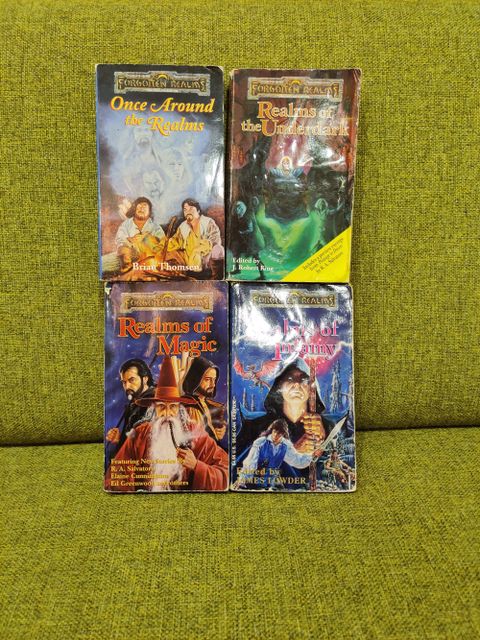 FORGOTTEN REALMS
Once Around
the Realms
Brian Thomsen
FORGOTTEN REALMS
Realms of
the Underdark
Edited by
J. Robert King
FORGOTTEN REALMS
Realms of
Magic
Featuring New Stories by
R. A. Salvatore
Elaine Cunningham
Ed Greenwood and others
FORGOTTEN REALMS
of
Infamy
Edited by
JAMES LOWDER